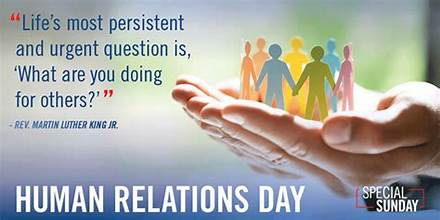 “Life’s most persistent
and urgent question is,
‘What are you doing
for others?’”
- REV. MARTIN LUTHER KING JR.
HUMAN RELATIONS DAY
SPECIAL
SUNDAY